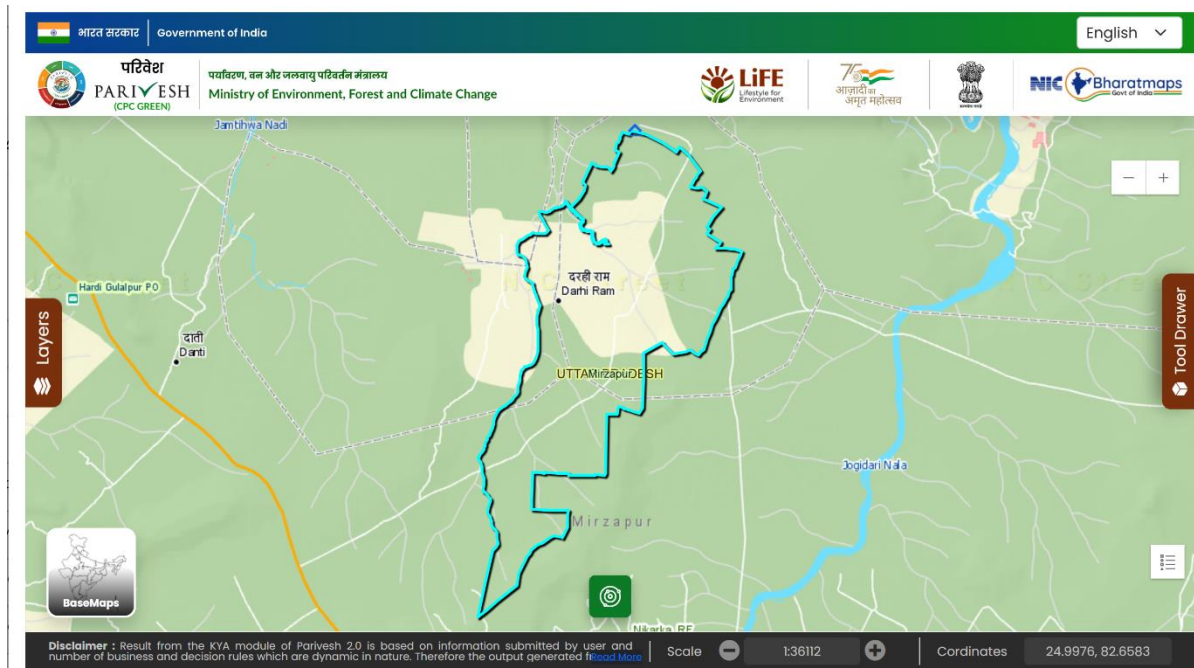 भारत सरकार
Government of India
English
परिवेश
PARIVESH
(CPC GREEN)
पर्यावरण, वन और जलवायु परिवर्तन मंत्रालय
Ministry of Environment, Forest and Climate Change
LiFE
Lifestyle for
Environment
75
आज़ादी का
अमृत महोत्सव
NIC
Bharatmaps
Govt of India
Jamtihwa Nadi
Hardi Gulalpur PO
दाती
Danti
दरही राम
Darhi Ram
UTTAR PRADESH
Mirzapur
Jogidari Nala
Mirzapur
Layers
Tool Drawer
BaseMaps
Disclaimer : Result from the KYA module of Parivesh 2.0 is based on information submitted by user and
number of business and decision rules which are dynamic in nature. Therefore the output generated
Read More
Scale
1:36112
Cordinates
24.9976, 82.6583